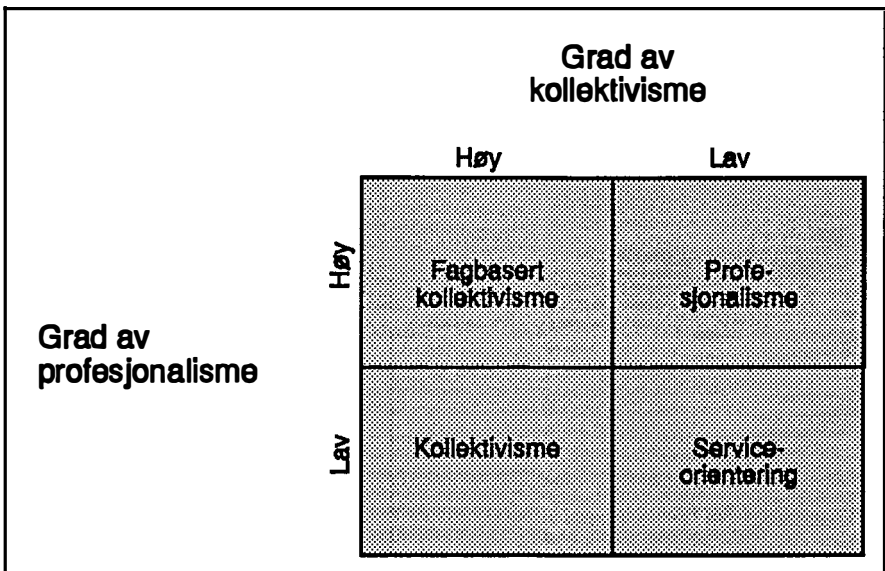 Grad av
kollektivisme
Høy
Lav
Grad av
profesjonalisme
Høy
Fagbasert
kollektivisme
Profe-
sjonalisme
Lav
Kollektivisme
Service-
orientering